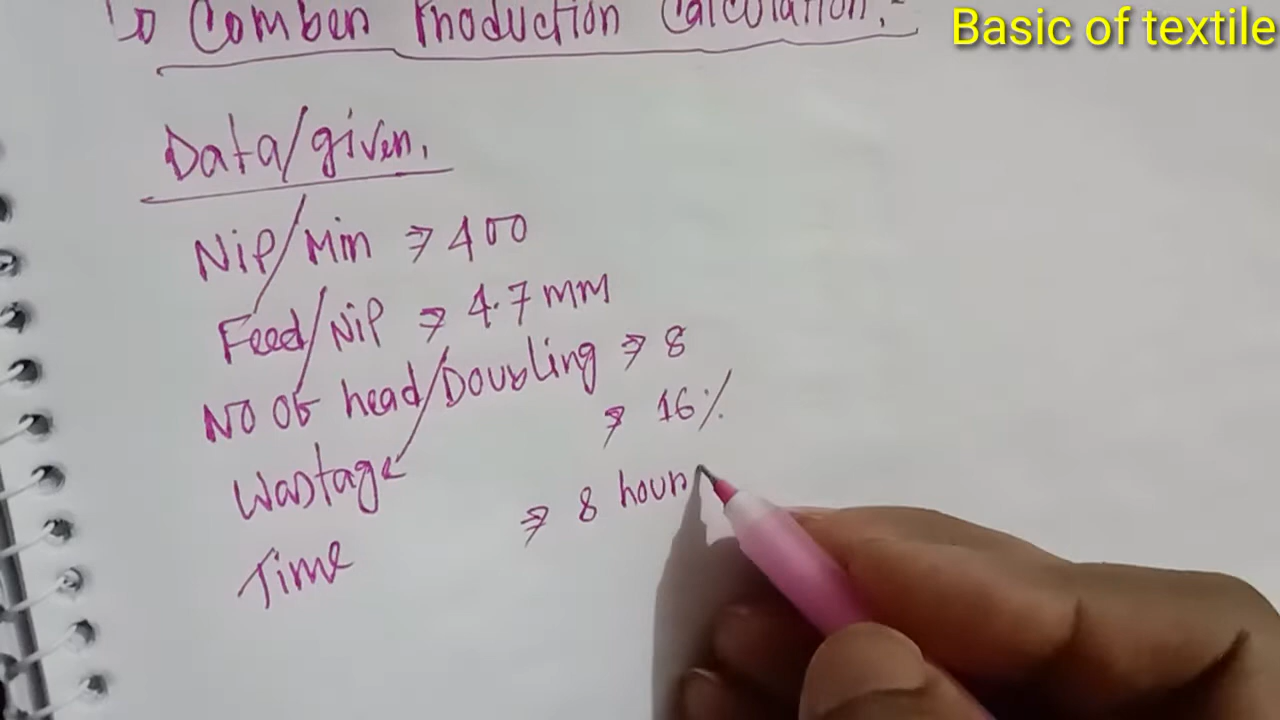 Basic of textile
1) Comber Production Calculation:-
Data/given,
Nip/Min ⇒ 400
Feed/Nip ⇒ 4.7 mm
NO OF head/Doubling ⇒ 8
Wastage ⇒ 16%
Time ⇒ 8 hour